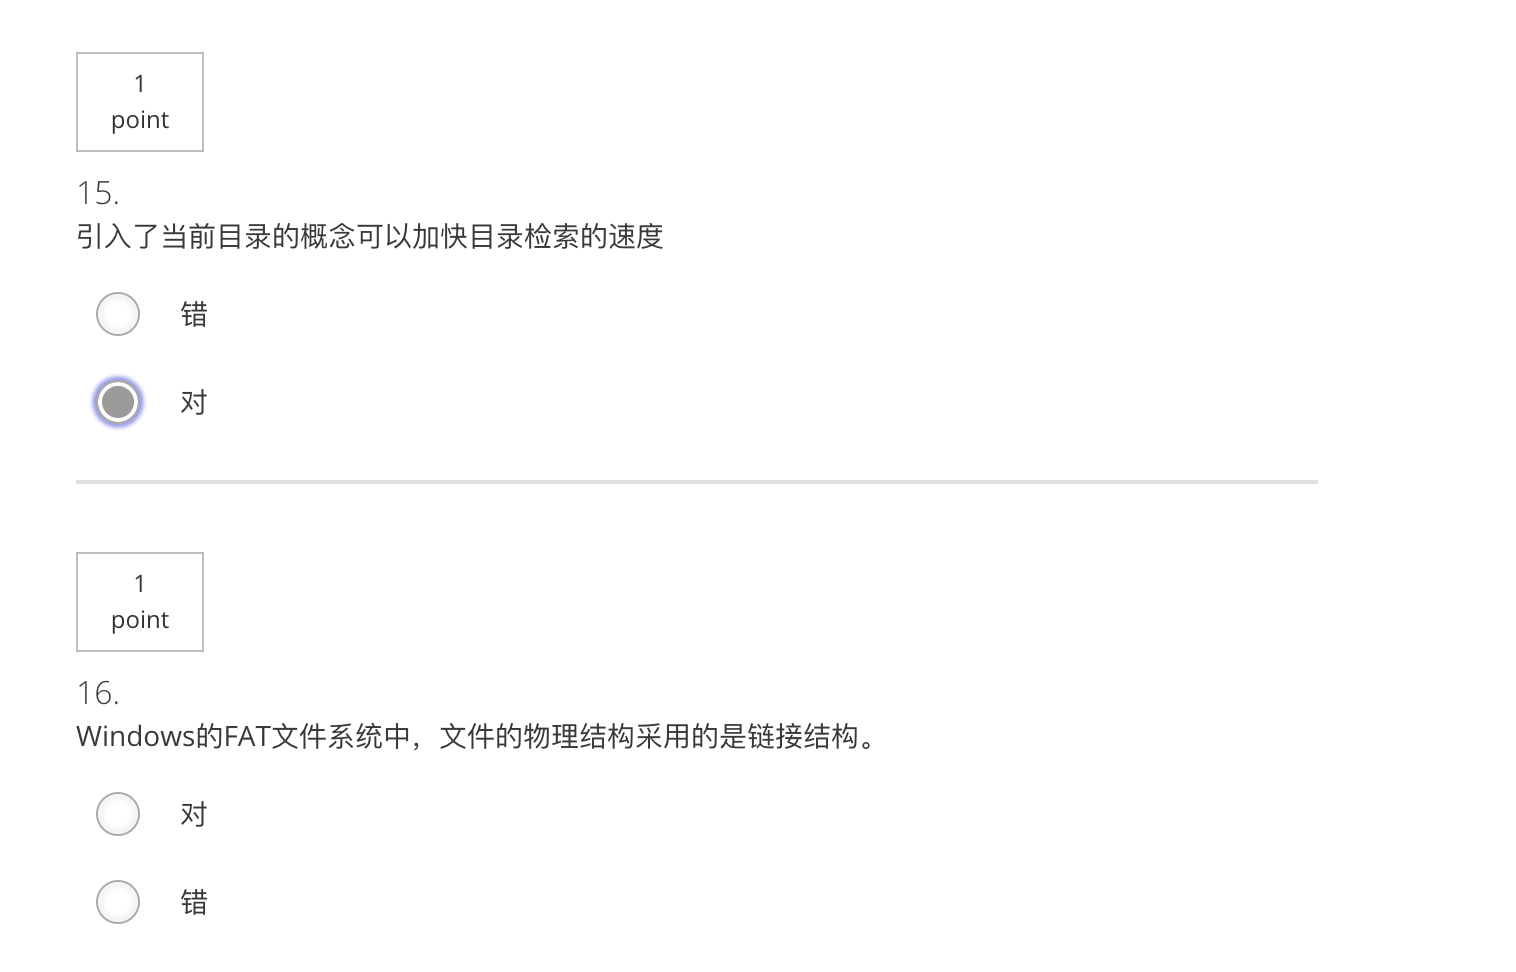 1
point
15.
引入了当前目录的概念可以加快目录检索的速度
错
对
1
point
16.
Windows的FAT文件系统中，文件的物理结构采用的是链接结构。
对
错